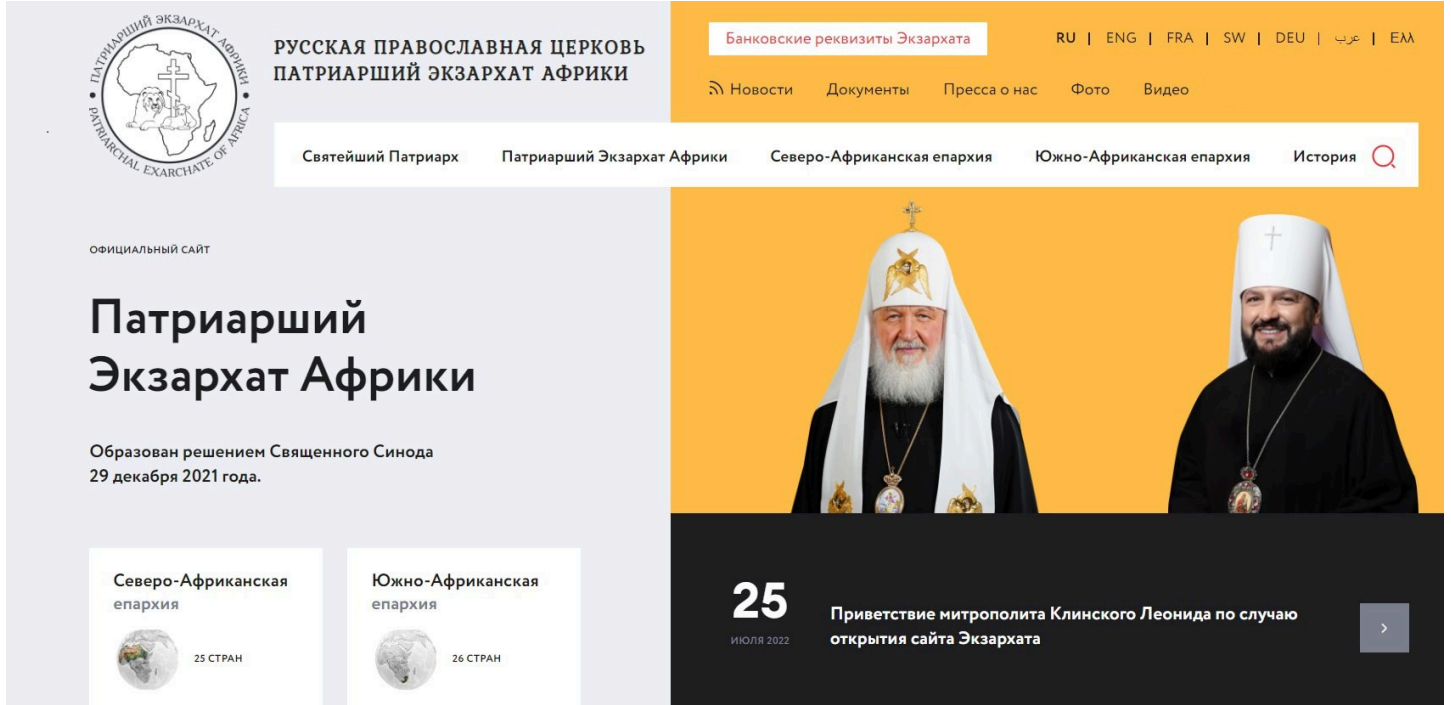 ПАТРИАРШИЙ ЭКЗАРХАТ АФРИКИ
PATRIARCHAL EXARCHATE OF AFRICA
РУССКАЯ ПРАВОСЛАВНАЯ ЦЕРКОВЬ
ПАТРИАРШИЙ ЭКЗАРХАТ АФРИКИ
Банковские реквизиты Экзархата
RU | ENG | FRA | SW | DEU | عرب | Ελλ
Новости Документы Пресса о нас Фото Видео
Святейший Патриарх Патриарший Экзархат Африки Северо-Африканская епархия Южно-Африканская епархия История
ОФИЦИАЛЬНЫЙ САЙТ
Патриарший
Экзархат Африки
Образован решением Священного Синода
29 декабря 2021 года.
Северо-Африканская
епархия
25 СТРАН
Южно-Африканская
епархия
26 СТРАН
25
ИЮЛЯ 2022
Приветствие митрополита Клинского Леонида по случаю
открытия сайта Экзархата